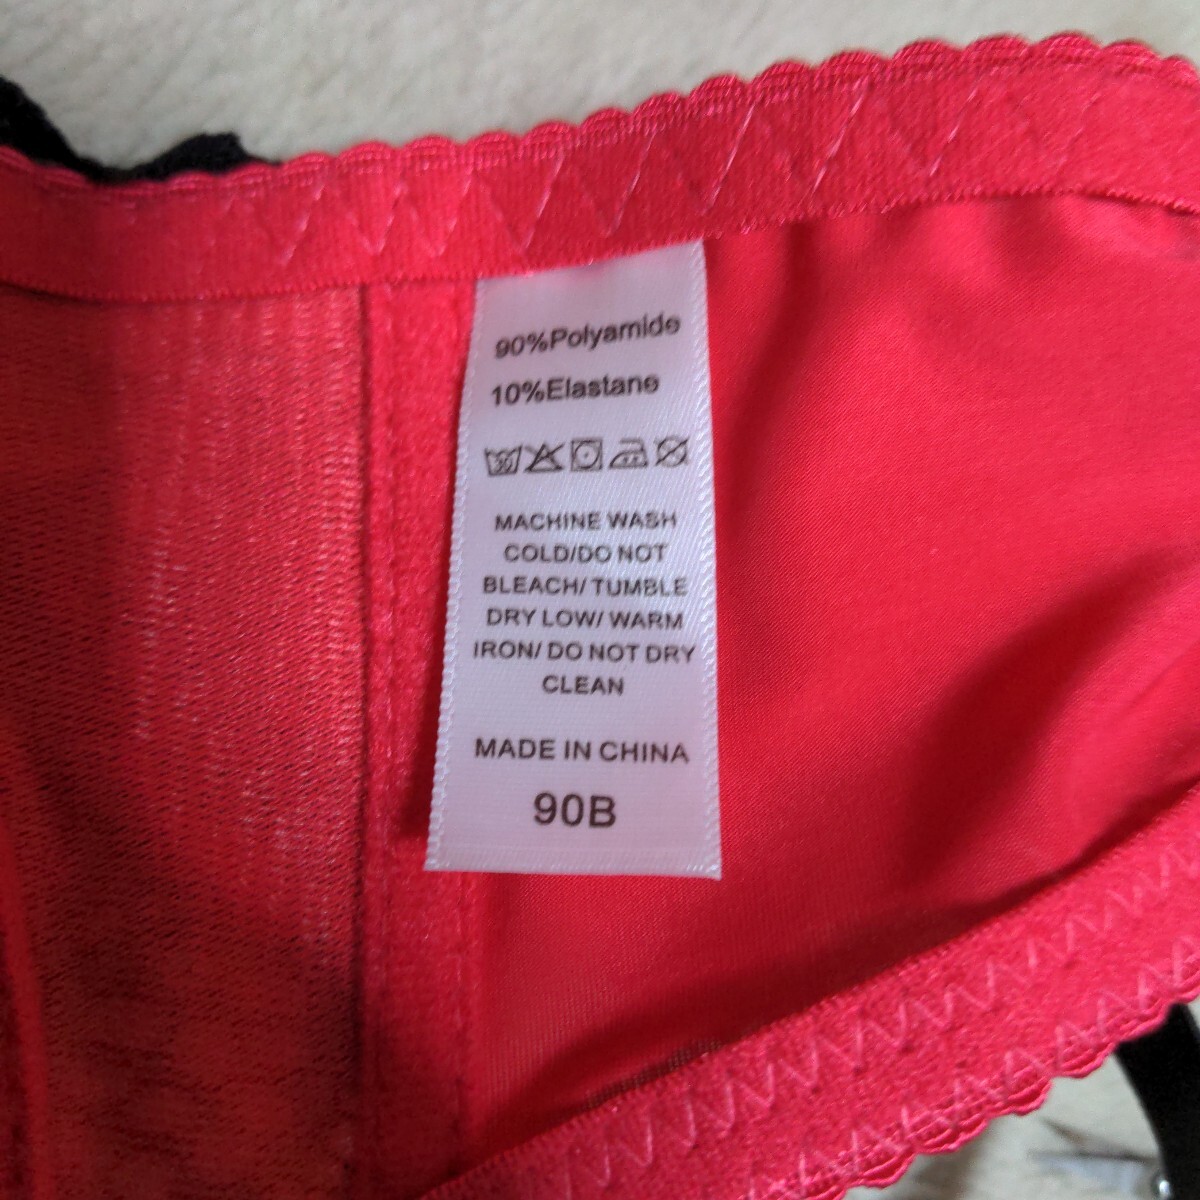 90%Polyamide
10%Elastane
30
MACHINE WASH
COLD/DO NOT
BLEACH/ TUMBLE
DRY LOW/ WARM
IRON/ DO NOT DRY
CLEAN
MADE IN CHINA
90B